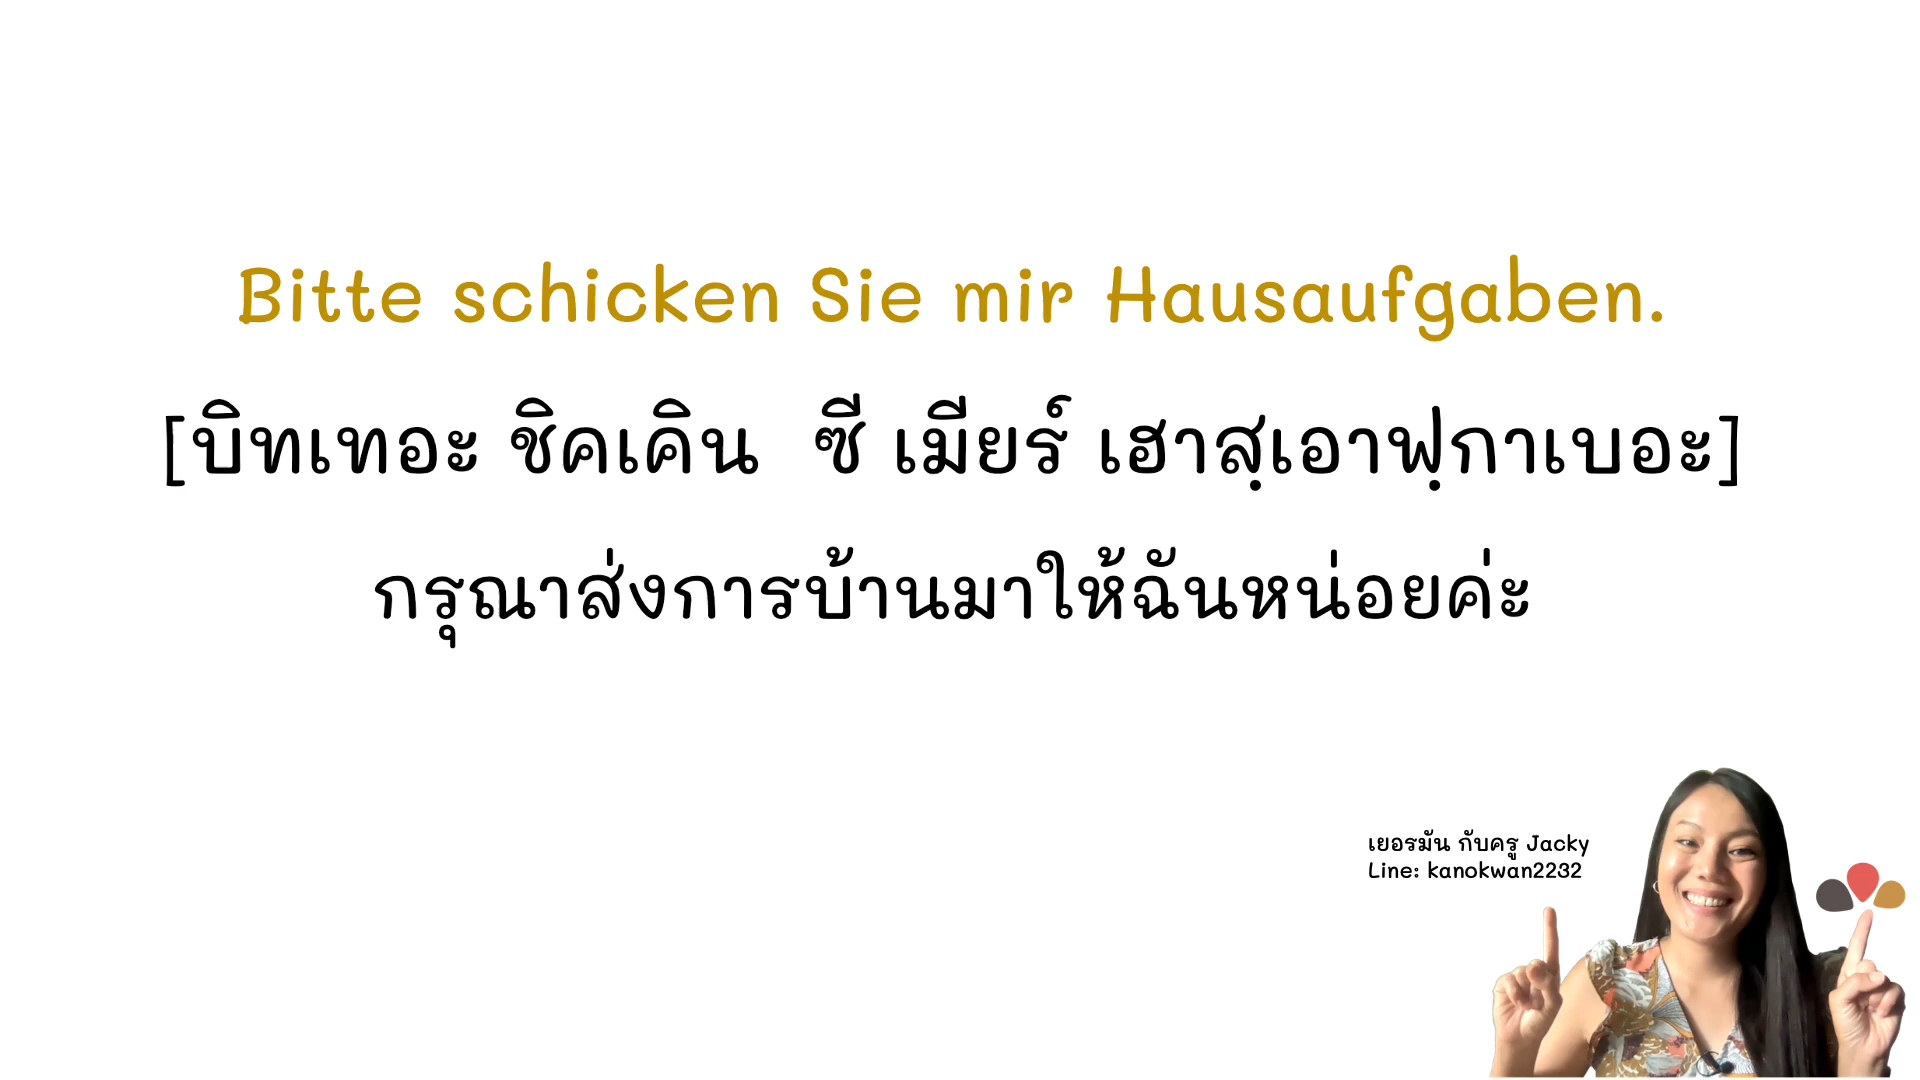 Bitte schicken Sie mir Hausaufgaben.
[บิทเทอะ ชิคเคิน  ซี เมียร์ เฮาสฺเอาฟฺกาเบอะ]
กรุณาส่งการบ้านมาให้ฉันหน่อยค่ะ
เยอรมัน กับครู Jacky
Line: kanokwan2232